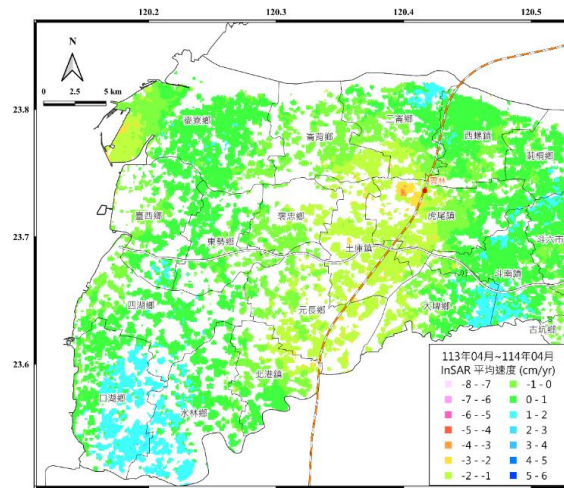 120.2 120.3 120.4 120.5
N
0 2.5 5 km
23.8
23.7
23.6
麥寮鄉
崙背鄉
二崙鄉
西螺鎮
莿桐鄉
雲林
臺西鄉
東勢鄉
褒忠鄉
土庫鎮
虎尾鎮
斗六市
斗南鎮
四湖鄉
元長鄉
大埤鄉
古坑鄉
北港鎮
口湖鄉
水林鄉
113年04月~114年04月
InSAR 平均速度 (cm/yr)
-8 - -7 -1 - 0
-7 - -6 0 - 1
-6 - -5 1 - 2
-5 - -4 2 - 3
-4 - -3 3 - 4
-3 - -2 4 - 5
-2 - -1 5 - 6